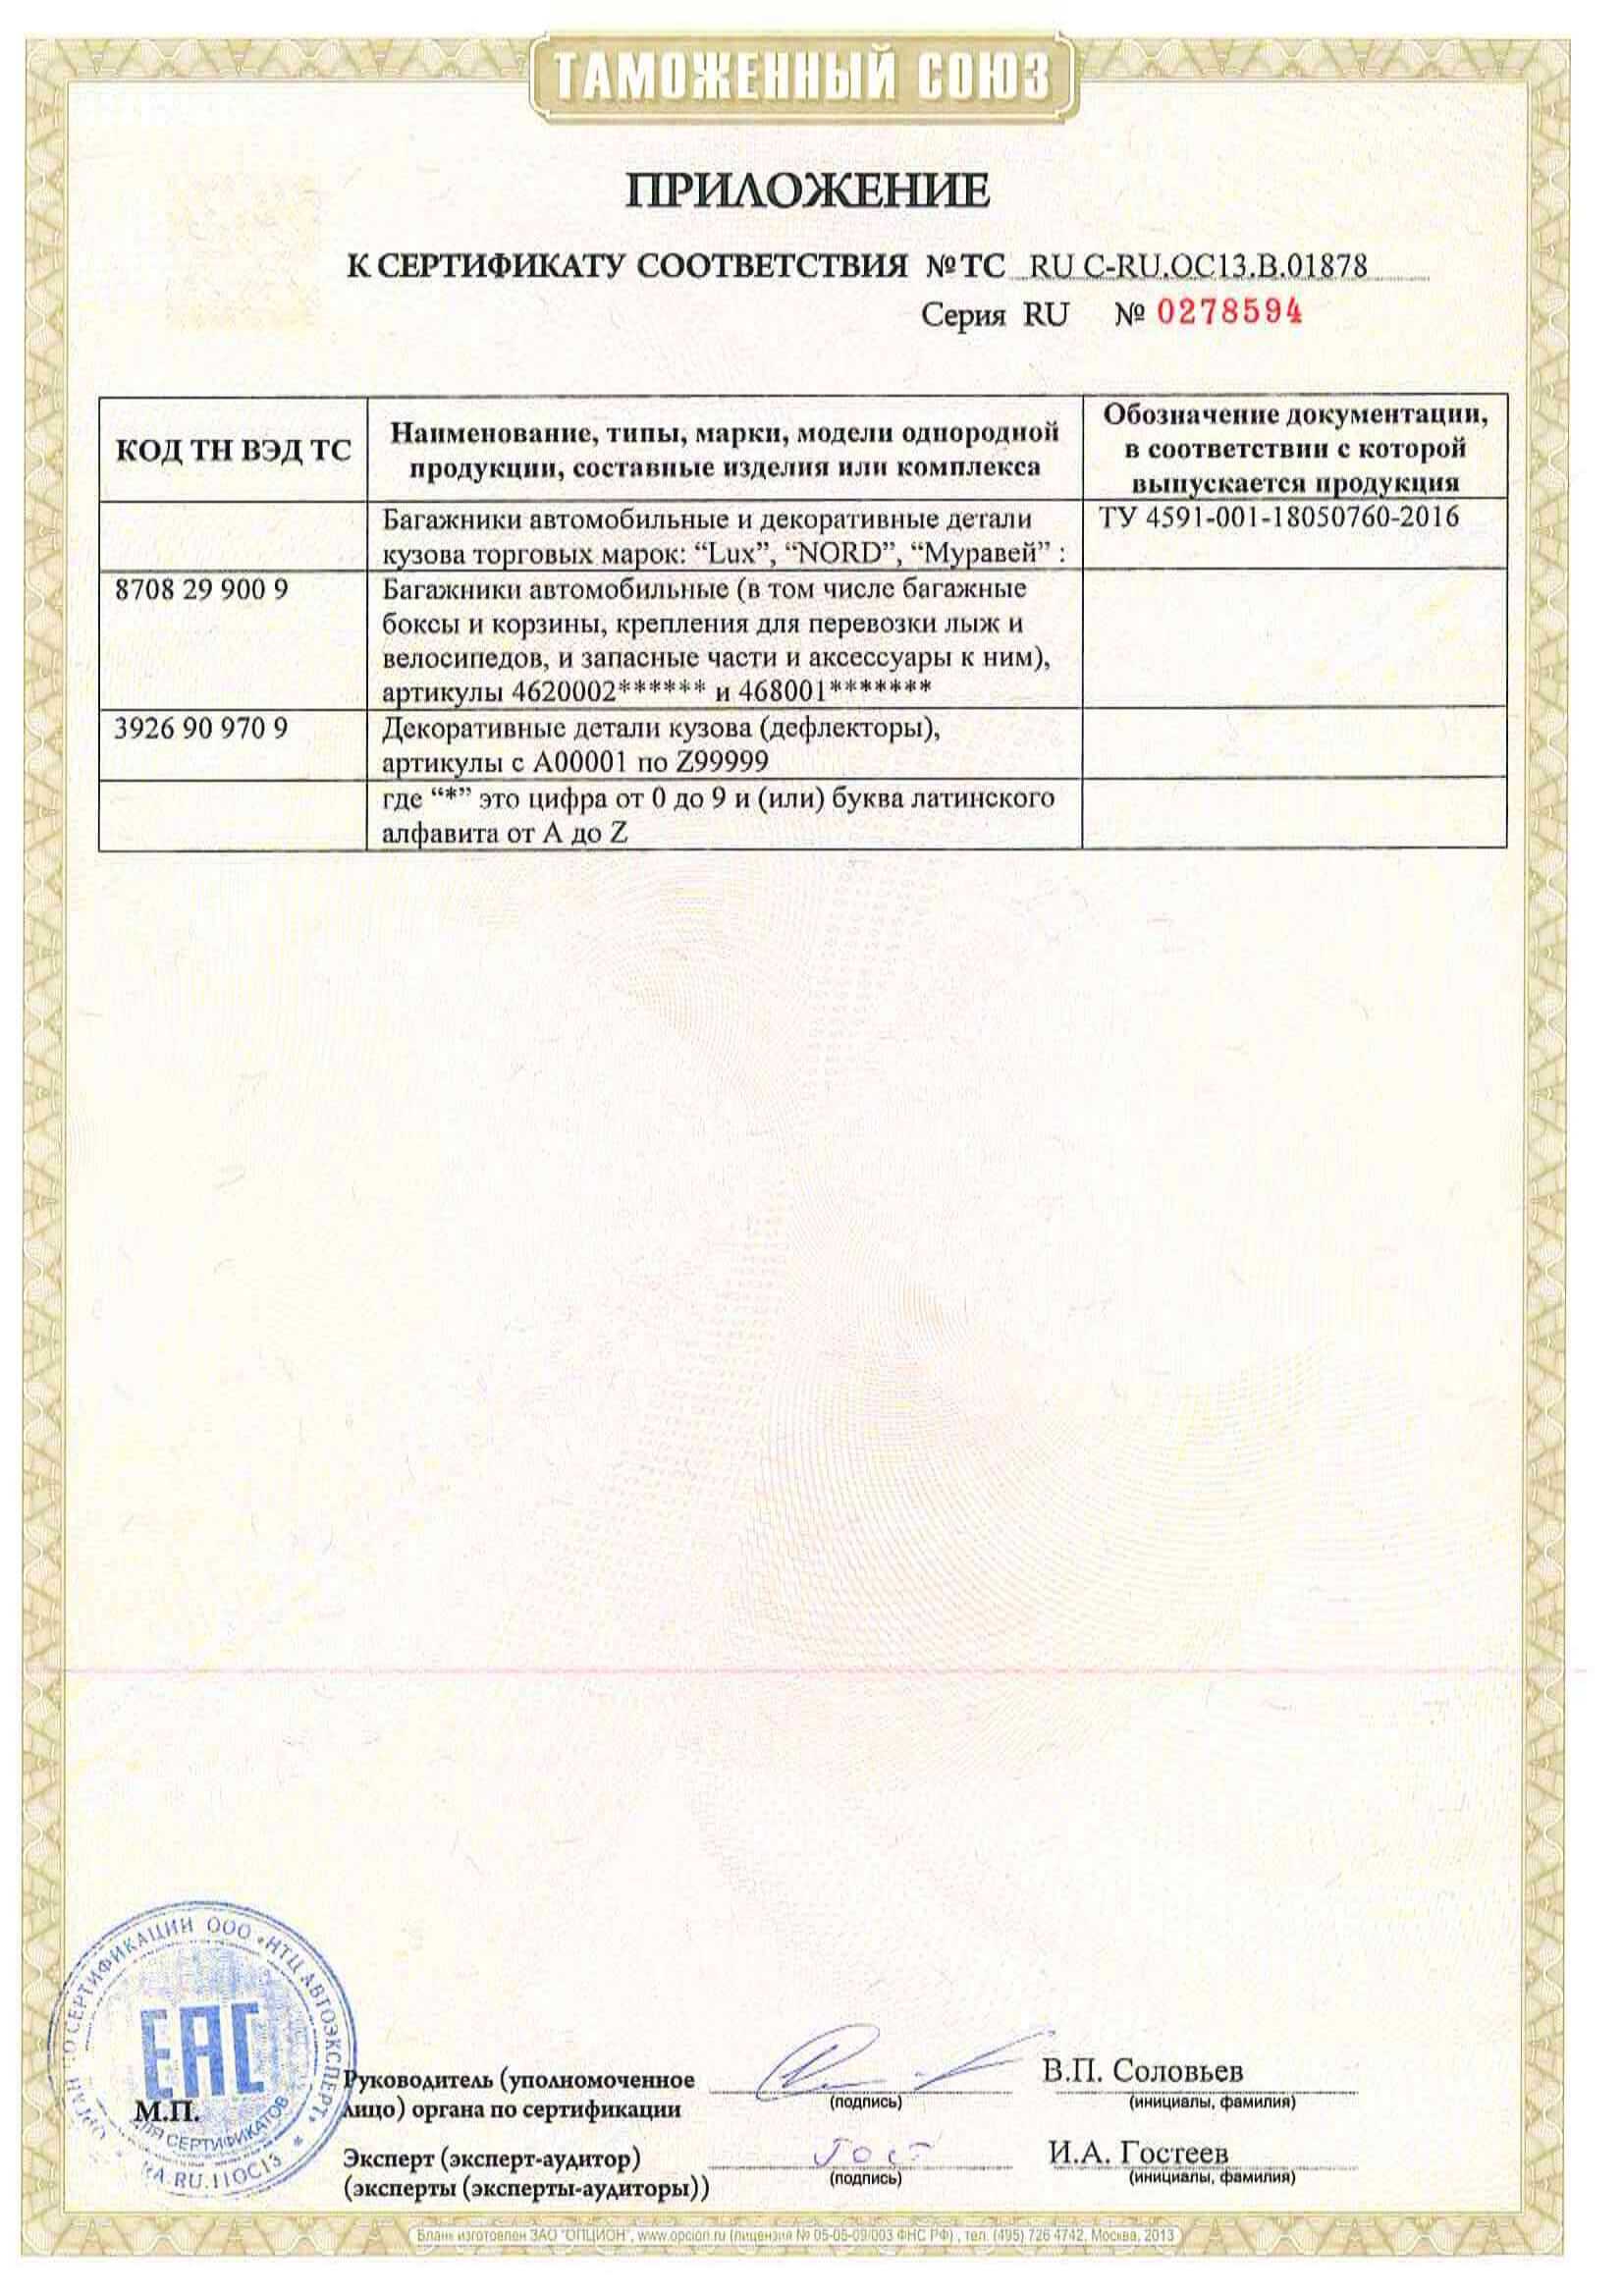 ТАМОЖЕННЫЙ СОЮЗ
ПРИЛОЖЕНИЕ
К СЕРТИФИКАТУ СООТВЕТСТВИЯ № ТС RU C-RU.ОС13.В.01878
Серия RU № 0278594
КОД ТН ВЭД ТС
Наименование, типы, марки, модели однородной
продукции, составные изделия или комплекса
Обозначение документации,
в соответствии с которой
выпускается продукция
Багажники автомобильные и декоративные детали
кузова торговых марок: “Lux”, “NORD”, “Муравей” :
ТУ 4591-001-18050760-2016
8708 29 900 9
Багажники автомобильные (в том числе багажные
боксы и корзины, крепления для перевозки лыж и
велосипедов, и запасные части и аксессуары к ним),
артикулы 4620002****** и 468001*******
3926 90 970 9
Декоративные детали кузова (дефлекторы),
артикулы с A00001 по Z99999
где “*” это цифра от 0 до 9 и (или) буква латинского
алфавита от A до Z
ОРГАН ПО СЕРТИФИКАЦИИ ООО «НТЦ АВТОЭКСПЕРТ»
ЕАС
ДЛЯ СЕРТИФИКАТОВ
RA.RU.11ОС13
М.П.
Руководитель (уполномоченное
лицо) органа по сертификации
(подпись)
В.П. Соловьев
(инициалы, фамилия)
Эксперт (эксперт-аудитор)
(эксперты (эксперты-аудиторы))
Гост
(подпись)
И.А. Гостеев
(инициалы, фамилия)
Бланк изготовлен ЗАО "ОПЦИОН", www.opcion.ru (лицензия № 05-05-09/003 ФНС РФ), тел. (495) 726 4742, Москва, 2013